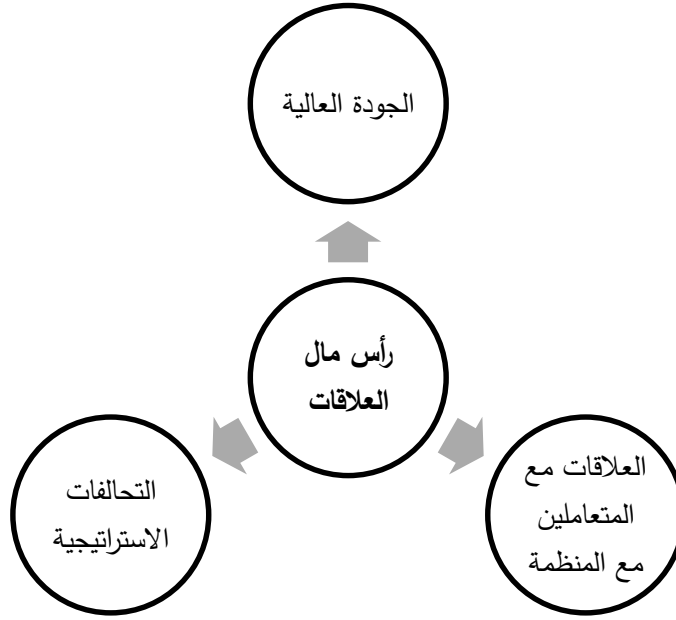 الجودة العالية
رأس مال
العلاقات
العلاقات مع
المتعاملين
مع المنظمة
التحالفات
الاستراتيجية